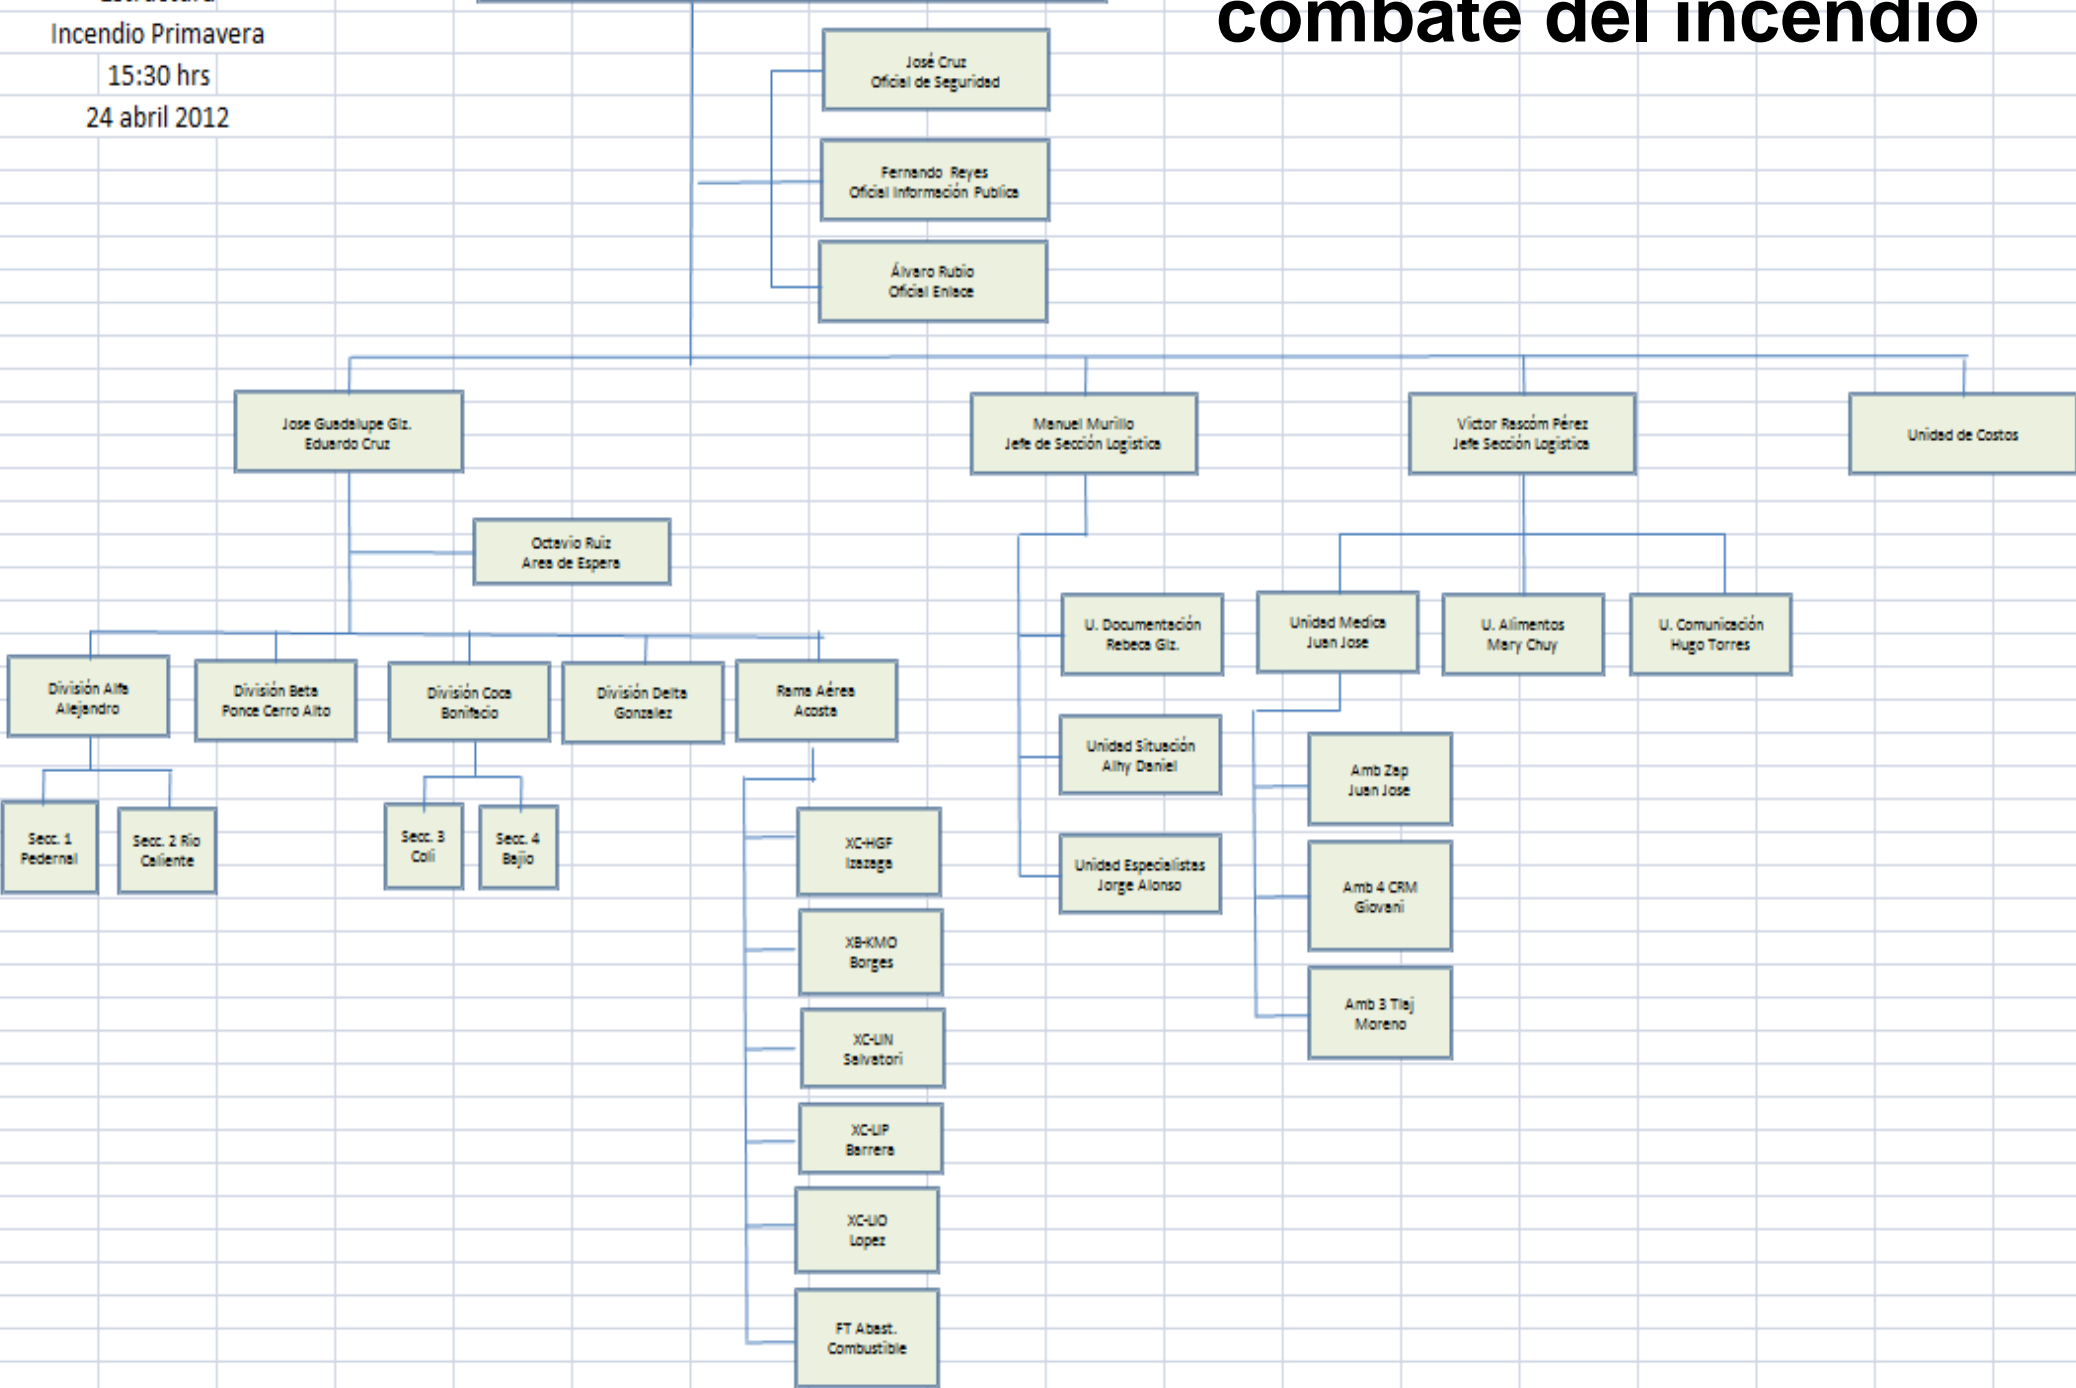 combate del incendio
Incendio Primavera
15:30 hrs
24 abril 2012
José Cruz
Oficial de Seguridad
Fernando Reyes
Oficial Información Publica
Álvaro Rubio
Oficial Enlace
Jose Guadalupe Glz.
Eduardo Cruz
Manuel Murillo
Jefe de Sección Logistica
Victor Rascóm Pérez
Jefe Sección Logistica
Unidad de Costos
Octavio Ruiz
Area de Espera
U. Documentación
Rebeca Glz.
Unidad Medica
Juan Jose
U. Alimentos
Mary Chuy
U. Comunicación
Hugo Torres
División Alfa
Alejandro
División Beta
Ponce Cerro Alto
División Coca
Bonifacio
División Delta
Gonzalez
Rama Aérea
Acosta
Unidad Situación
Alhy Daniel
Amb Zap
Juan Jose
Secc. 1
Pedernal
Secc. 2 Rio
Caliente
Secc. 3
Coli
Secc. 4
Bajio
XC-HGF
Izazaga
Unidad Especialistas
Jorge Alonso
Amb 4 CRM
Giovani
XB-KMO
Borges
Amb 3 Tlaj
Moreno
XC-LIN
Salvatori
XC-LIP
Barrera
XC-LIO
Lopez
FT Abast.
Combustible